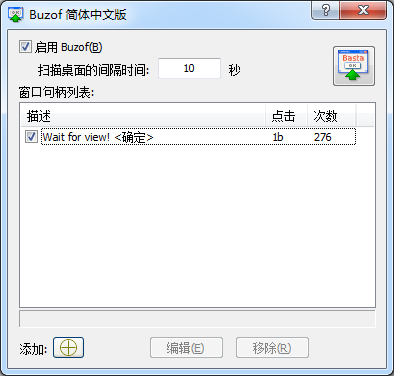 Buzof 简体中文版
启用 Buzof(B)
扫描桌面的间隔时间: 10 秒
Basta
OK
窗口句柄列表:
描述 点击 次数
Wait for view! <确定> 1b 276
添加: 编辑(E) 移除(R)